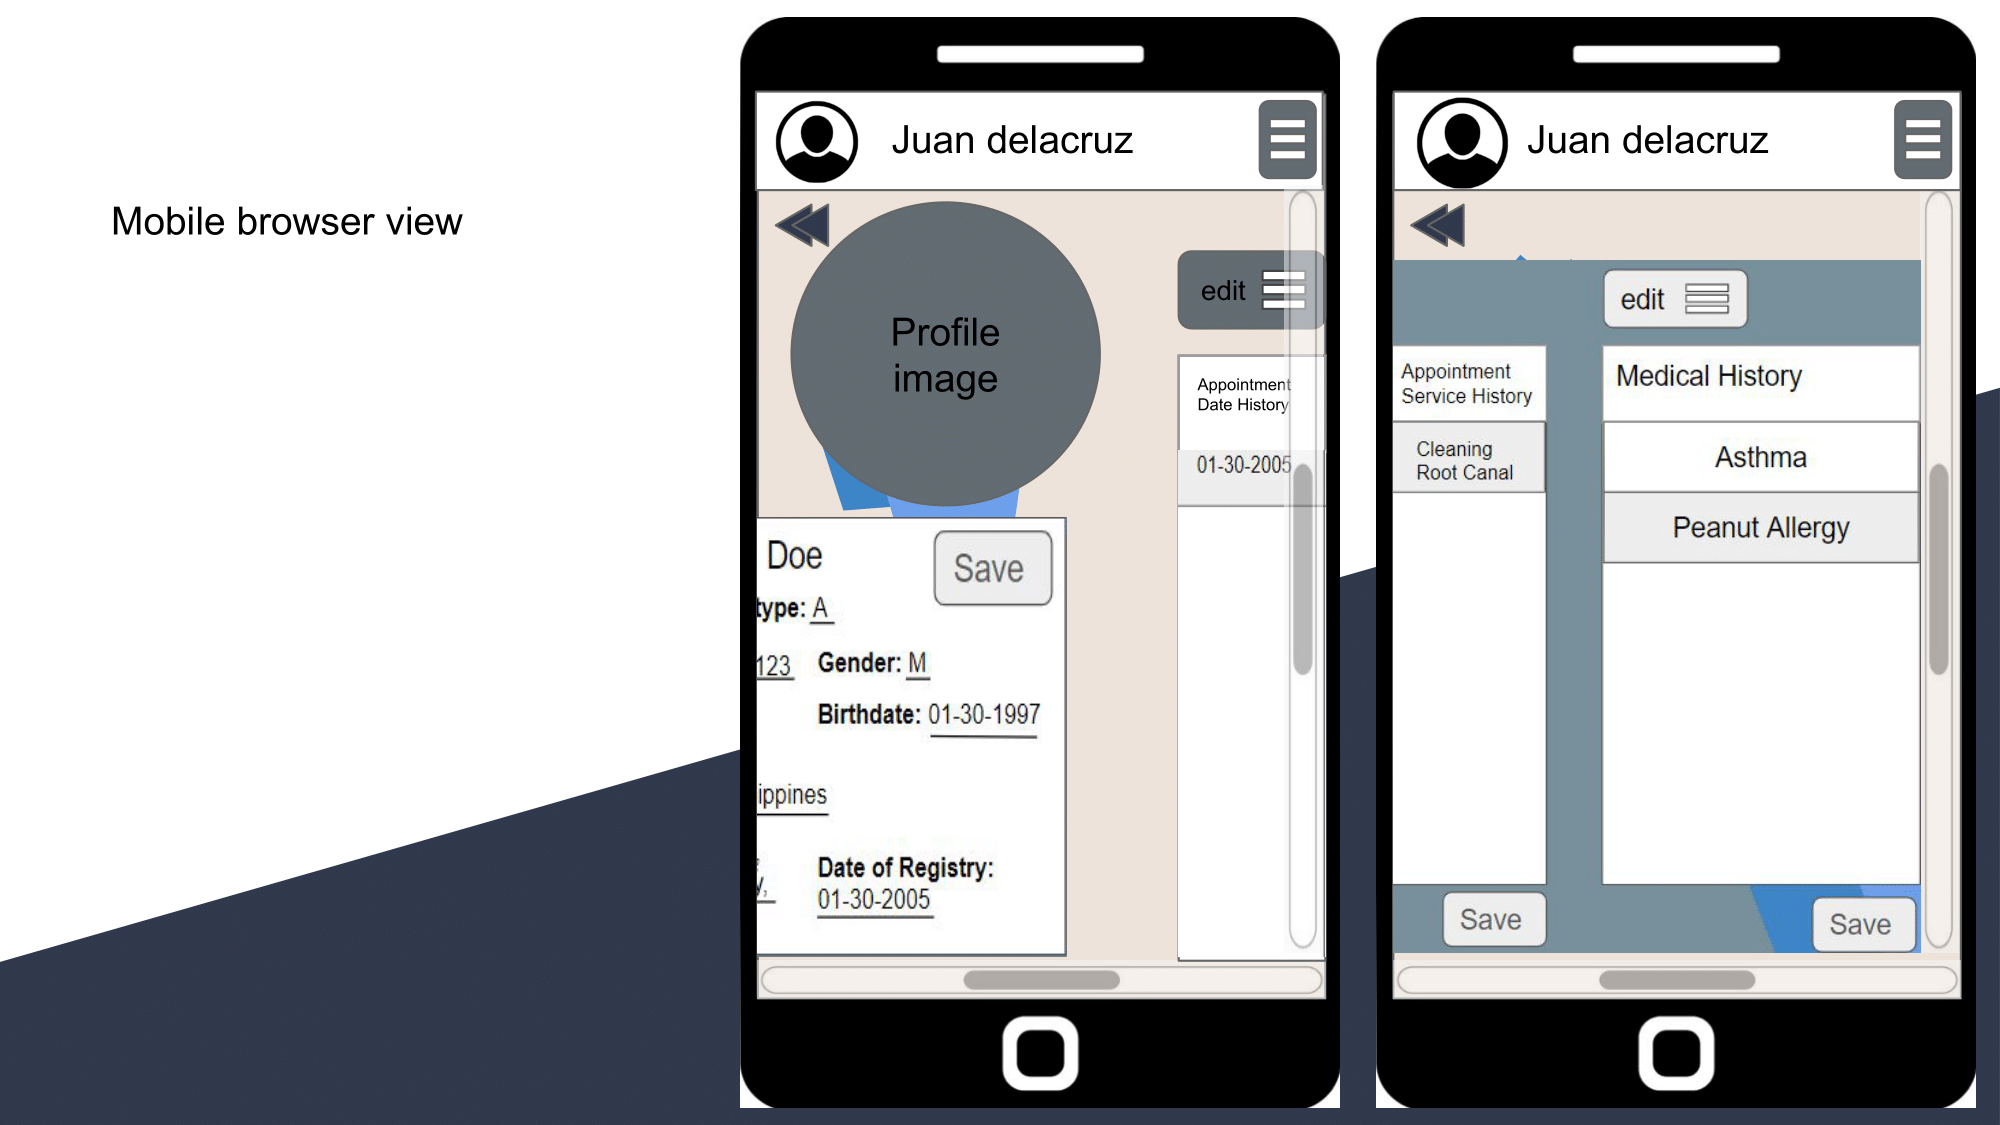 Mobile browser view
Juan delacruz
Profile
image
edit
Appointment
Date History
01-30-2005
Doe
Save
type: A
123 Gender: M
Birthdate: 01-30-1997
ippines
Date of Registry:
y, 01-30-2005
Juan delacruz
edit
Appointment
Service History
Medical History
Cleaning
Root Canal
Asthma
Peanut Allergy
Save
Save